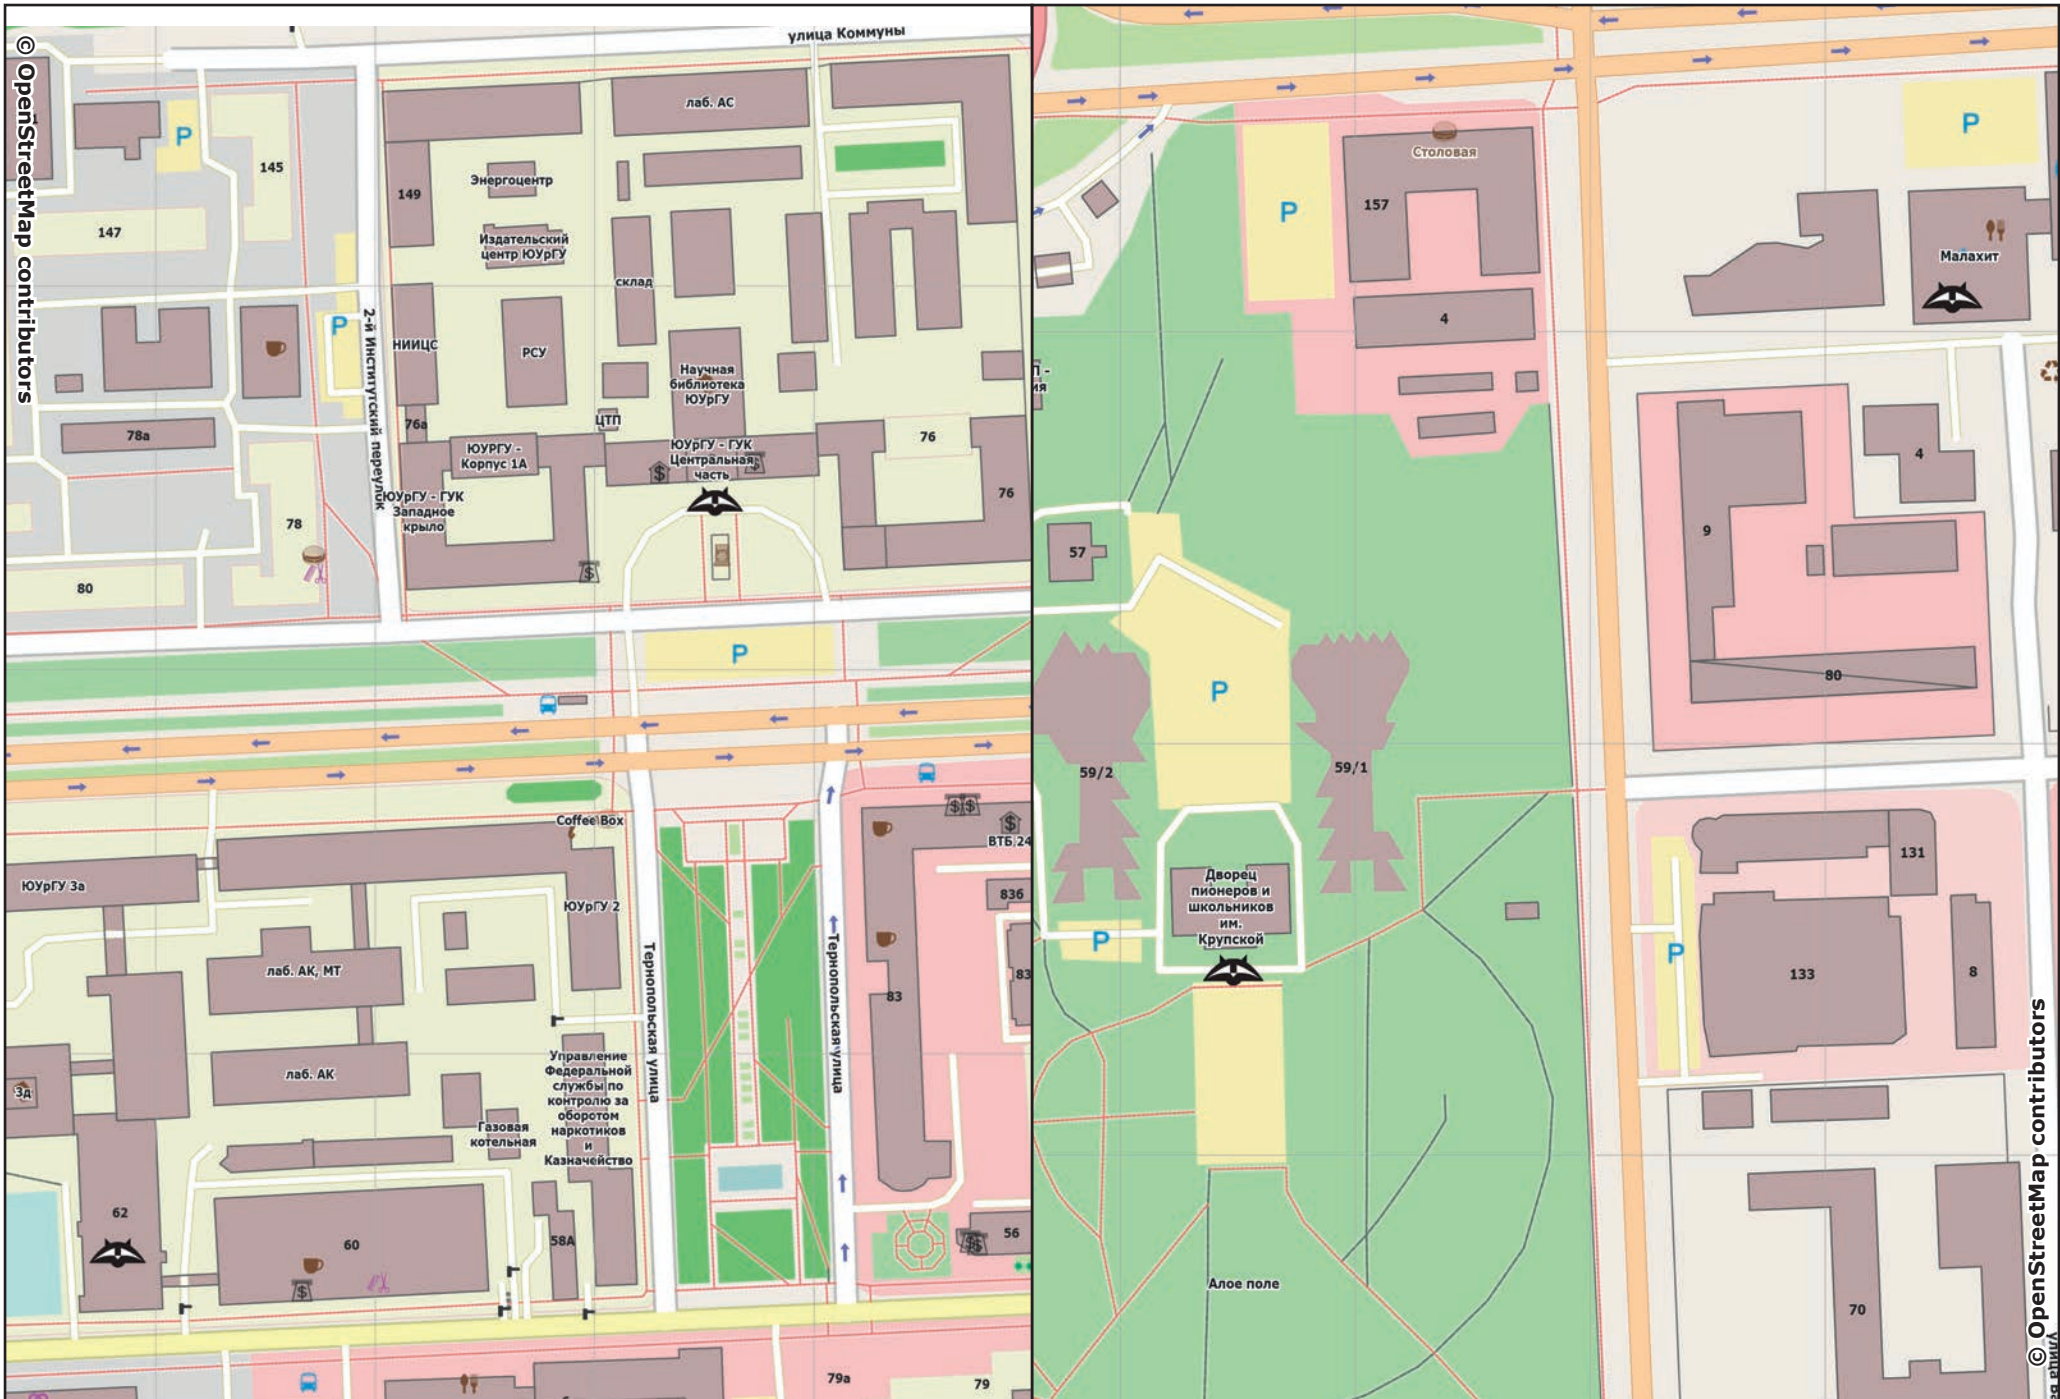 улица Коммуны
© OpenStreetMap contributors
P
145
147
лаб. АС
149
Энергоцентр
Издательский
центр ЮУрГУ
склад
P
НИИЦС
РСУ
Научная
библиотека
ЮУрГУ
2-й Институтский переулок
78а
76а
ЦТП
ЮУРГУ -
Корпус 1А
ЮУрГУ - ГУК
Центральная
часть
76
76
ЮУрГУ - ГУК
Западное
крыло
78
80
P
Coffee Box
ВТБ 24
ЮУрГУ 3а
ЮУрГУ 2
83б
лаб. АК, МТ
Тернопольская улица
Тернопольская улица
83
83
лаб. АК
3д
Управление
Федеральной
службы по
контролю за
оборотом
наркотиков
и
Казначейство
Газовая
котельная
62
60
58А
56
79а
79
Столовая
157
P
P
Малахит
4
9
4
57
80
P
59/2
59/1
131
Дворец
пионеров и
школьников
им.
Крупской
P
P
133
8
Алое поле
70
© OpenStreetMap contributors